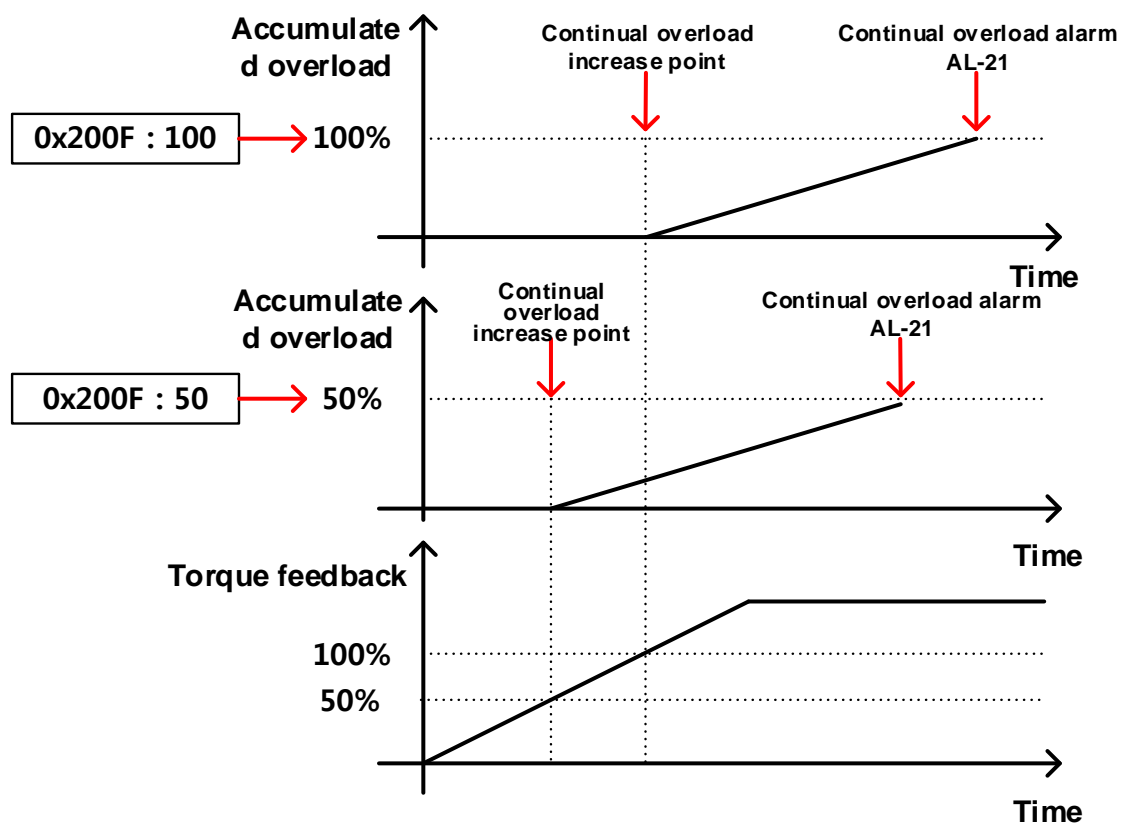 Accumulate
d overload
Continual overload
increase point
Continual overload alarm
AL-21
0x200F : 100
100%
Time
Accumulate
d overload
Continual
overload
increase point
Continual overload alarm
AL-21
0x200F : 50
50%
Time
Torque feedback
100%
50%
Time